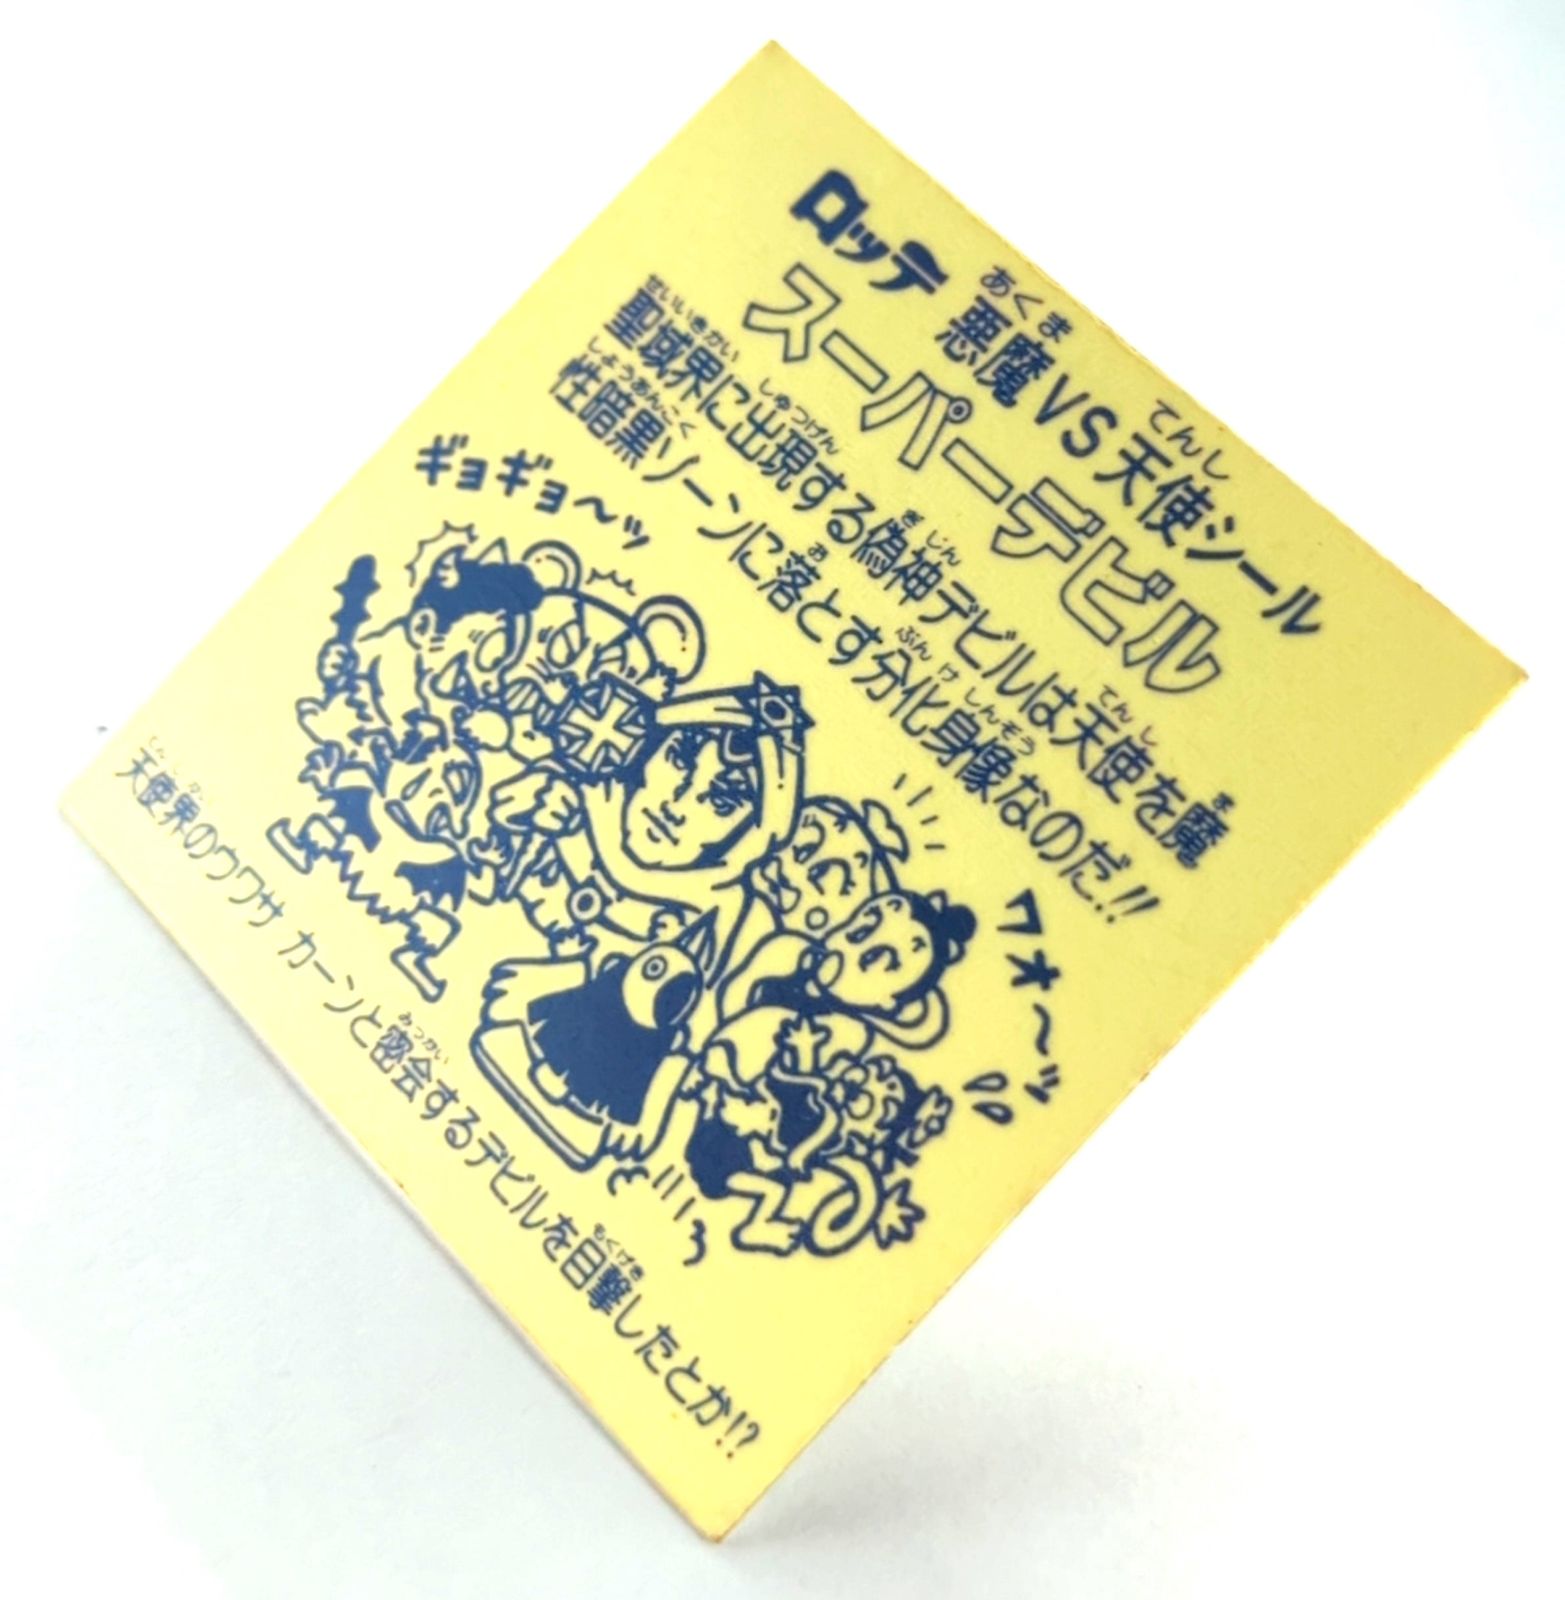 ロッテ 悪魔VS天使シール
スーパーデビル
聖域界に出現する偽神デビルは天使を魔
性暗黒ゾーンに落とす分化身像なのだ!!
ギョギョ〜ッ
クォ〜ッ
天使界のウワサ カーンと密会するデビルを目撃したとか!?